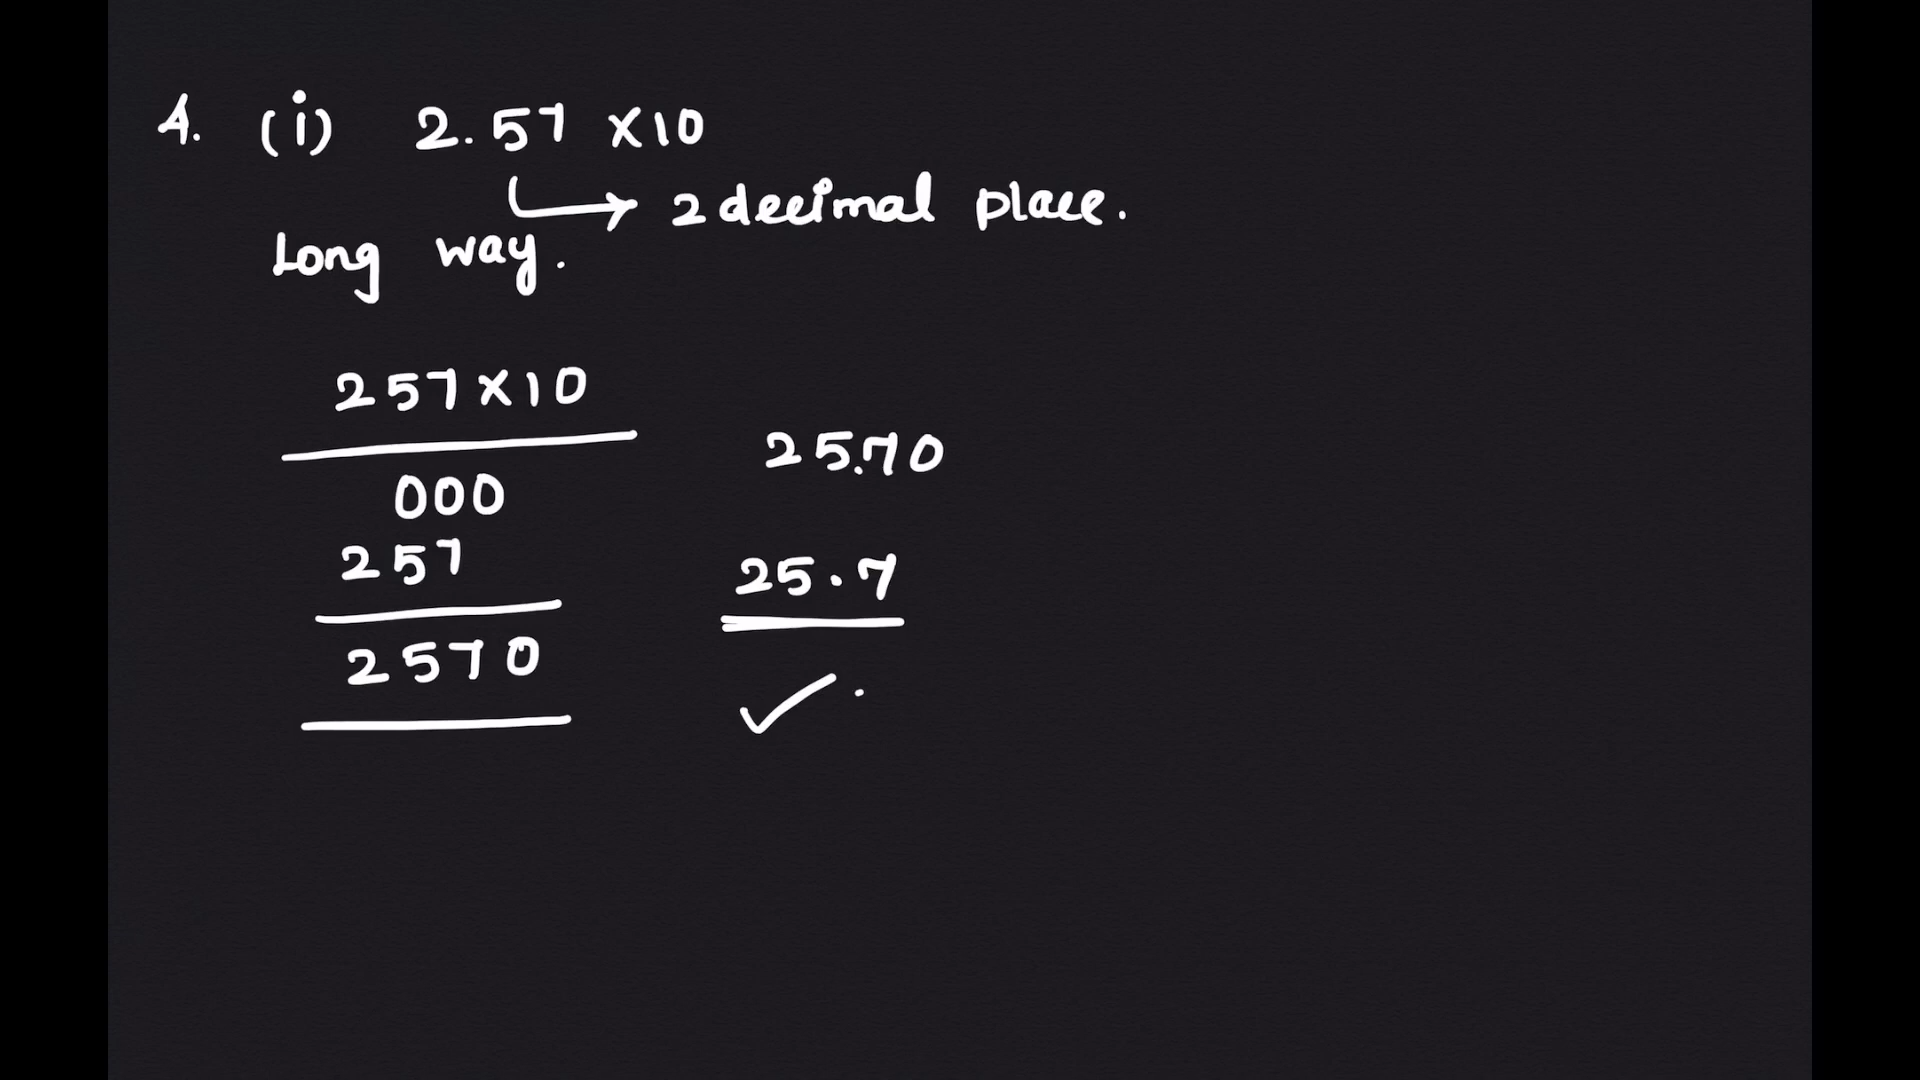 4. (i) 2.57 x10
2 decimal place.
Long way.
257x10
000
257
2570
25.70
25.7